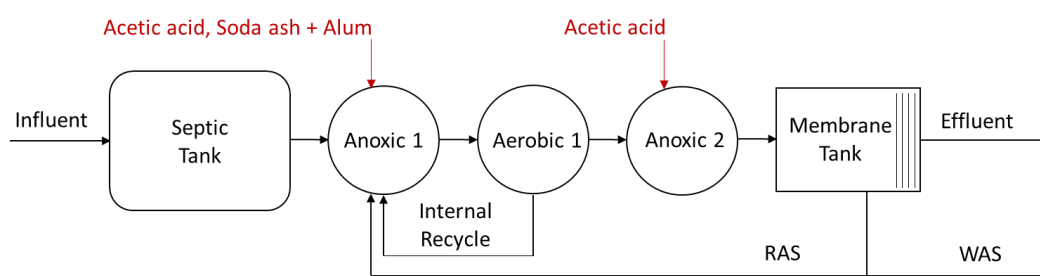 Acetic acid, Soda ash + Alum
Acetic acid
Influent
Septic
Tank
Anoxic 1
Aerobic 1
Anoxic 2
Membrane
Tank
Effluent
Internal
Recycle
RAS
WAS